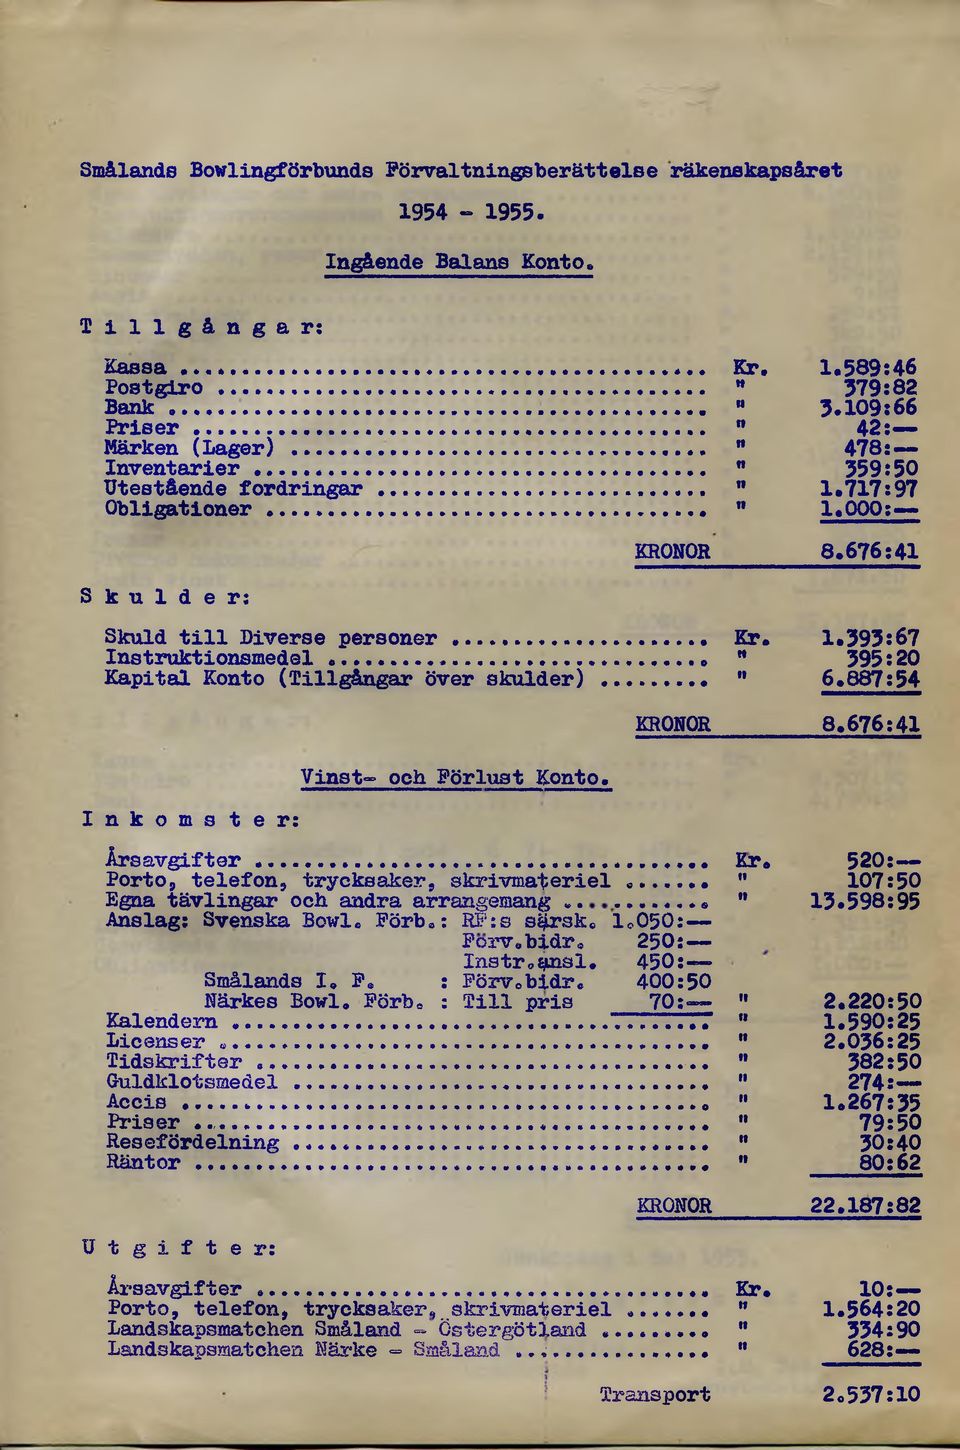 Smålands Bowlingförbunds Förvaltningsberättelse räkenskapsåret
1954 - 1955.
Ingående Balans Konto.
T i l l g å n g a r:
Kassa ........................................... Kr. 1.589:46
Postgiro ........................................ " 379:82
Bank ............................................ " 3.109:66
Priser .......................................... " 42:—
Märken (Lager) .................................. " 478:—
Inventarier ..................................... " 359:50
Utestående fordringar ........................... " 1.717:97
Obligationer .................................... " 1.000:—
KRONOR 8.676:41
S k u l d e r:
Skuld till Diverse personer ..................... Kr. 1.393:67
Instruktionsmedel ............................... " 395:20
Kapital Konto (Tillgångar över skulder) ......... " 6.887:54
KRONOR 8.676:41
Vinst- och Förlust Konto.
I n k o m s t e r:
Årsavgifter ..................................... Kr. 520:—
Porto, telefon, trycksaker, skrivmateriel ....... " 107:50
Egna tävlingar och andra arrangemang ............ " 13.598:95
Anslag: Svenska Bowl. Förb.: RF:s särsk. 1.050:—
Förv.bidr. 250:—
Instr.ansl. 450:—
Smålands I. F. : Förv.bidr. 400:50
Närkes Bowl. Förb. : Till pris 70:— " 2.220:50
Kalendern ....................................... " 1.590:25
Licenser ........................................ " 2.036:25
Tidskrifter ..................................... " 382:50
Guldklotsmedel .................................. " 274:—
Accis ........................................... " 1.267:35
Priser .......................................... " 79:50
Resefördelning .................................. " 30:40
Räntor .......................................... " 80:62
KRONOR 22.187:82
U t g i f t e r:
Årsavgifter ..................................... Kr. 10:—
Porto, telefon, trycksaker, skrivmateriel ....... " 1.564:20
Landskapsmatchen Småland - Östergötland ......... " 334:90
Landskapsmatchen Närke - Småland ................ " 628:—
Transport 2.537:10